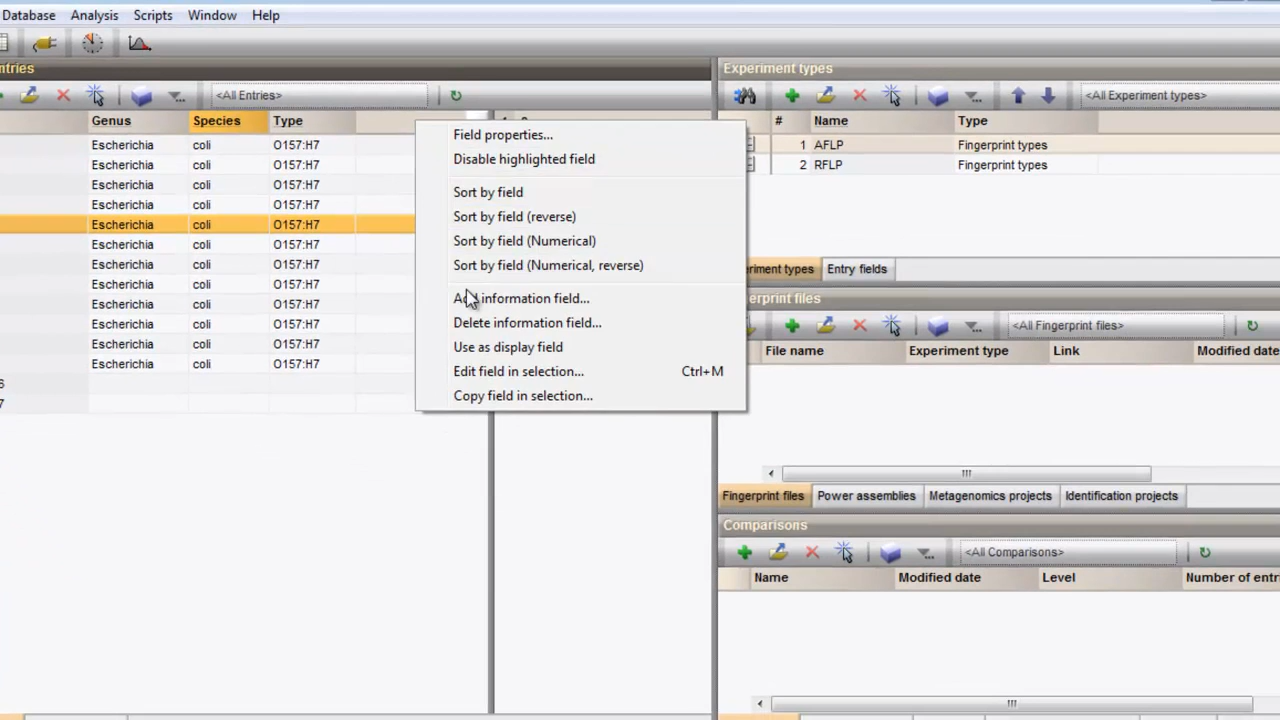 Database Analysis Scripts Window Help
ntries
<All Entries>
Genus Species Type
Escherichia coli O157:H7
Escherichia coli O157:H7
Escherichia coli O157:H7
Escherichia coli O157:H7
Escherichia coli O157:H7
Escherichia coli O157:H7
Escherichia coli O157:H7
Escherichia coli O157:H7
Escherichia coli O157:H7
Escherichia coli O157:H7
Escherichia coli O157:H7
Escherichia coli O157:H7
6
7
Field properties...
Disable highlighted field
Sort by field
Sort by field (reverse)
Sort by field (Numerical)
Sort by field (Numerical, reverse)
Add information field...
Delete information field...
Use as display field
Edit field in selection... Ctrl+M
Copy field in selection...
Experiment types
<All Experiment types>
# Name Type
1 AFLP Fingerprint types
2 RFLP Fingerprint types
eriment types Entry fields
erprint files
<All Fingerprint files>
File name Experiment type Link Modified date
Fingerprint files Power assemblies Metagenomics projects Identification projects
Comparisons
<All Comparisons>
Name Modified date Level Number of entri